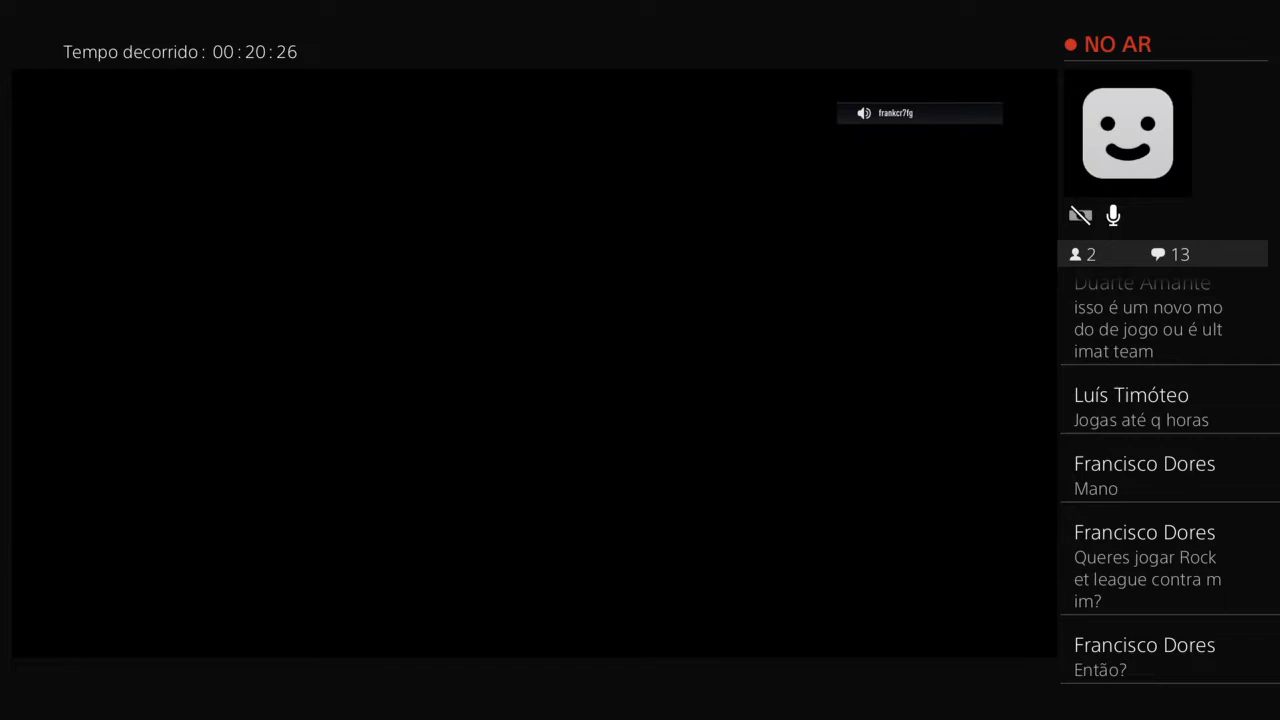 Tempo decorrido: 00:20:26
NO AR
frankcr7fg
2 13
Duarte Amante
isso é um novo mo
do de jogo ou é ult
imat team
Luís Timóteo
Jogas até q horas
Francisco Dores
Mano
Francisco Dores
Queres jogar Rock
et league contra m
im?
Francisco Dores
Então?